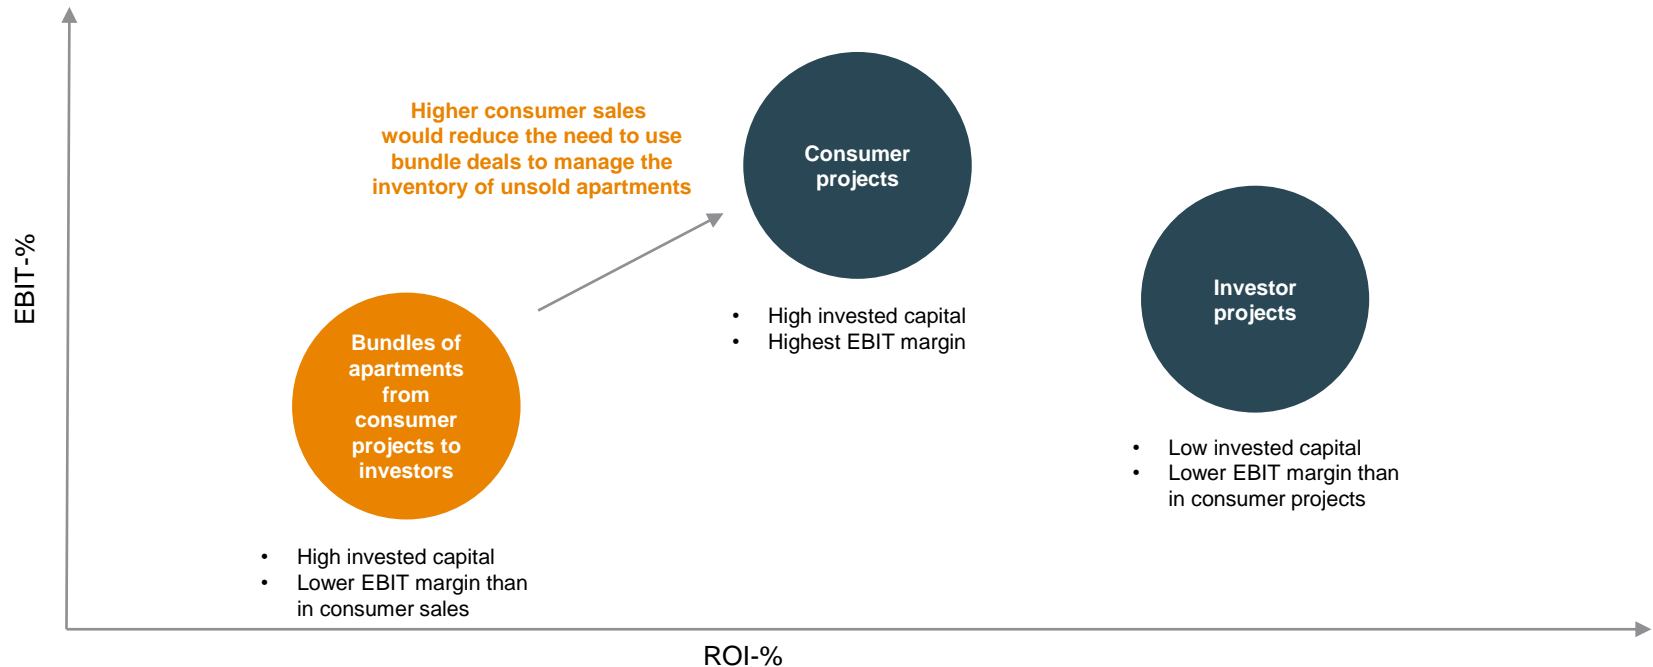 Higher consumer sales
would reduce the need to use
bundle deals to manage the
inventory of unsold apartments
Consumer
projects
Investor
projects
EBIT-%
• High invested capital
• Highest EBIT margin
Bundles of
apartments
from
consumer
projects to
investors
• Low invested capital
• Lower EBIT margin than
in consumer projects
• High invested capital
• Lower EBIT margin than
in consumer sales
ROI-%